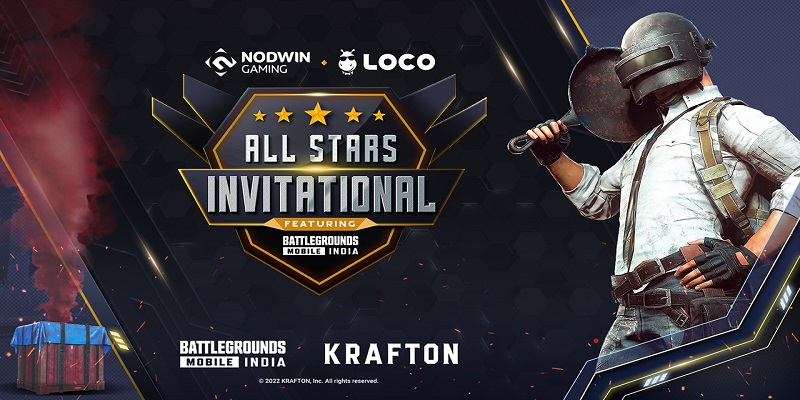 NODWIN
GAMING
LOCO
ALL STARS
INVITATIONAL
FEATURING
BATTLEGROUNDS
MOBILE INDIA
BATTLEGROUNDS
MOBILE INDIA
KRAFTON
© 2022 KRAFTON, Inc. All rights reserved.